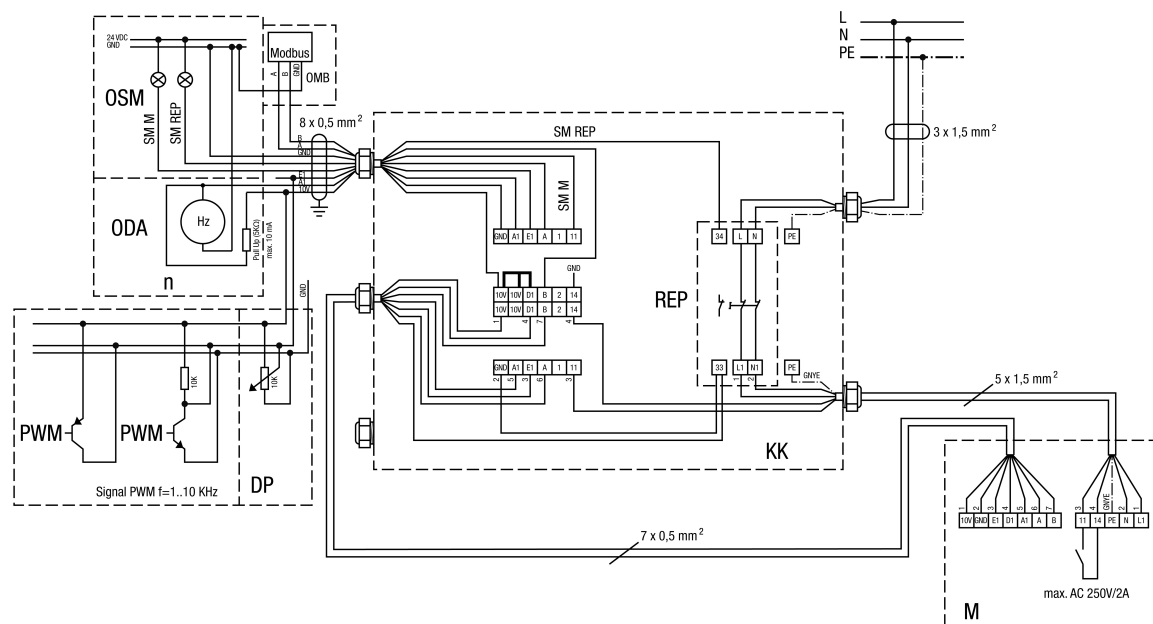 24 VDC
GND
OSM
SM M
SM REP
Modbus
A
B
GND
OMB
8 x 0,5 mm²
B
A
GND
E1
A1
10V
ODA
Hz
Pull Up (5KΩ)
max. 10 mA
n
GND
10K
10K
PWM
PWM
DP
Signal PWM f=1..10 KHz
SM REP
SM M
GND A1 E1 A 1 11
GND
10V 10V D1 B 2 14
10V 10V D1 B 2 14
1 4 7 4
GND A1 E1 A 1 11
2 5 3 6 3
REP
34 L N PE
33 L1 N1 PE
1 2
GNYE
KK
L
N
PE
3 x 1,5 mm²
5 x 1,5 mm²
7 x 0,5 mm²
1 2 3 4 5 6 7
10V GND E1 D1 A1 A B
3 4 GNYE 2 1
11 14 PE N L1
max. AC 250V/2A
M